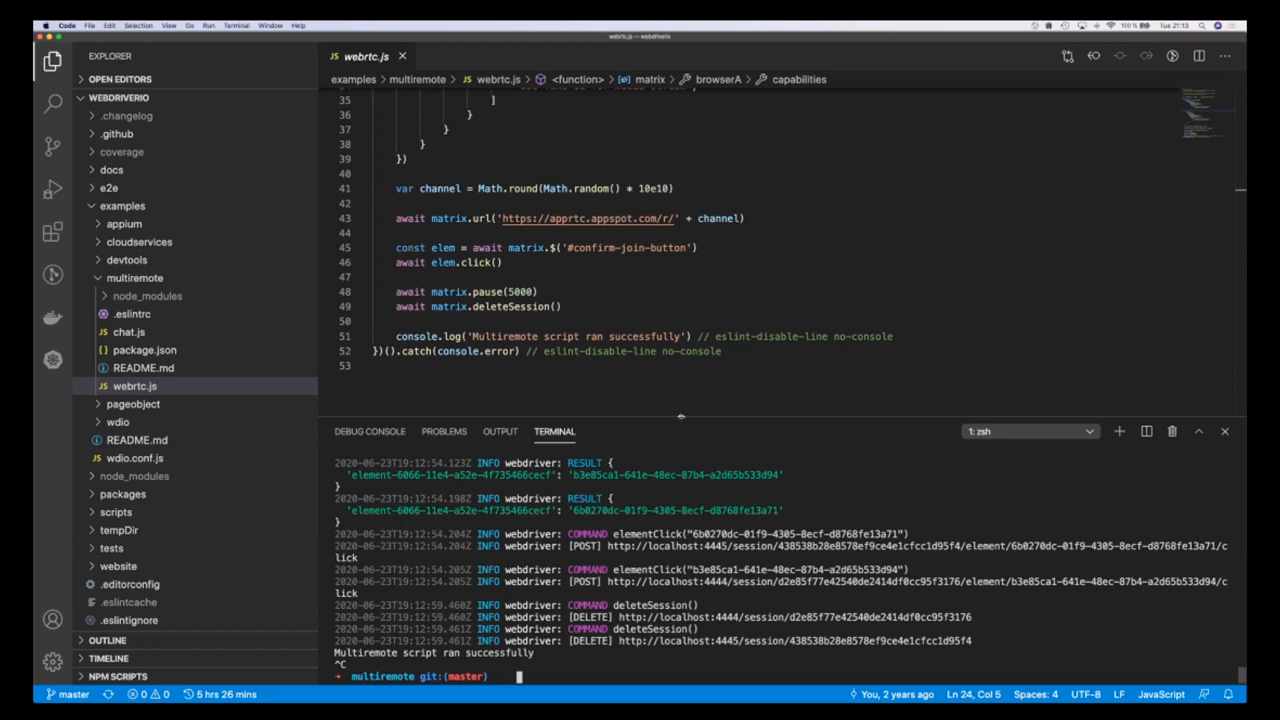 Code File Edit Selection View Go Run Terminal Window Help 100 % Tue 21:13
webrtc.js — webdriverio
EXPLORER
OPEN EDITORS
WEBDRIVERIO
.changelog
.github
coverage
docs
e2e
examples
appium
cloudservices
devtools
multiremote
node_modules
.eslintrc
JS chat.js
{ } package.json
README.md
JS webrtc.js
pageobject
wdio
README.md
JS wdio.conf.js
node_modules
packages
scripts
tempDir
tests
website
.editorconfig
.eslintcache
.eslintignore
OUTLINE
TIMELINE
NPM SCRIPTS
JS webrtc.js
examples > multiremote > JS webrtc.js > <function> > matrix > browserA > capabilities
35 ]
36 }
37 }
38 }
39 })
40
41 var channel = Math.round(Math.random() * 10e10)
42
43 await matrix.url('https://apprtc.appspot.com/r/' + channel)
44
45 const elem = await matrix.$('#confirm-join-button')
46 await elem.click()
47
48 await matrix.pause(5000)
49 await matrix.deleteSession()
50
51 console.log('Multiremote script ran successfully') // eslint-disable-line no-console
52 })().catch(console.error) // eslint-disable-line no-console
53
DEBUG CONSOLE PROBLEMS OUTPUT TERMINAL 1: zsh
2020-06-23T19:12:54.123Z INFO webdriver: RESULT {
'element-6066-11e4-a52e-4f735466cecf': 'b3e85ca1-641e-48ec-87b4-a2d65b533d94'
}
2020-06-23T19:12:54.198Z INFO webdriver: RESULT {
'element-6066-11e4-a52e-4f735466cecf': '6b0270dc-01f9-4305-8ecf-d8768fe13a71'
}
2020-06-23T19:12:54.204Z INFO webdriver: COMMAND elementClick("6b0270dc-01f9-4305-8ecf-d8768fe13a71")
2020-06-23T19:12:54.204Z INFO webdriver: [POST] http://localhost:4445/session/438538b28e8578ef9ce4e1cfcc1d95f4/element/6b0270dc-01f9-4305-8ecf-d8768fe13a71/c
lick
2020-06-23T19:12:54.205Z INFO webdriver: COMMAND elementClick("b3e85ca1-641e-48ec-87b4-a2d65b533d94")
2020-06-23T19:12:54.205Z INFO webdriver: [POST] http://localhost:4444/session/d2e85f77e42540de2414df0cc95f3176/element/b3e85ca1-641e-48ec-87b4-a2d65b533d94/c
lick
2020-06-23T19:12:59.460Z INFO webdriver: COMMAND deleteSession()
2020-06-23T19:12:59.460Z INFO webdriver: [DELETE] http://localhost:4444/session/d2e85f77e42540de2414df0cc95f3176
2020-06-23T19:12:59.461Z INFO webdriver: COMMAND deleteSession()
2020-06-23T19:12:59.461Z INFO webdriver: [DELETE] http://localhost:4445/session/438538b28e8578ef9ce4e1cfcc1d95f4
Multiremote script ran successfully
^C
→ multiremote git:(master)
master 0 0 5 hrs 26 mins You, 2 years ago Ln 24, Col 5 Spaces: 4 UTF-8 LF JavaScript